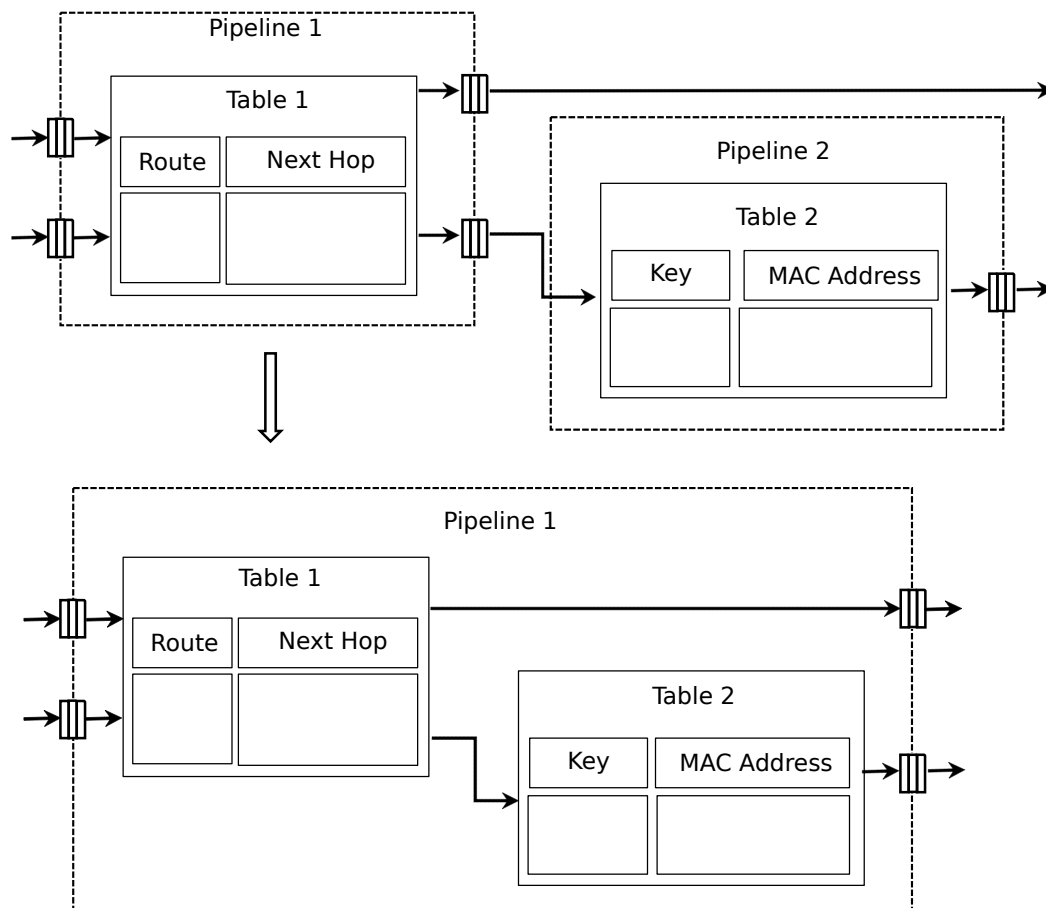 Pipeline 1
Table 1
Route
Next Hop
Pipeline 2
Table 2
Key
MAC Address
Pipeline 1
Table 1
Route
Next Hop
Table 2
Key
MAC Address